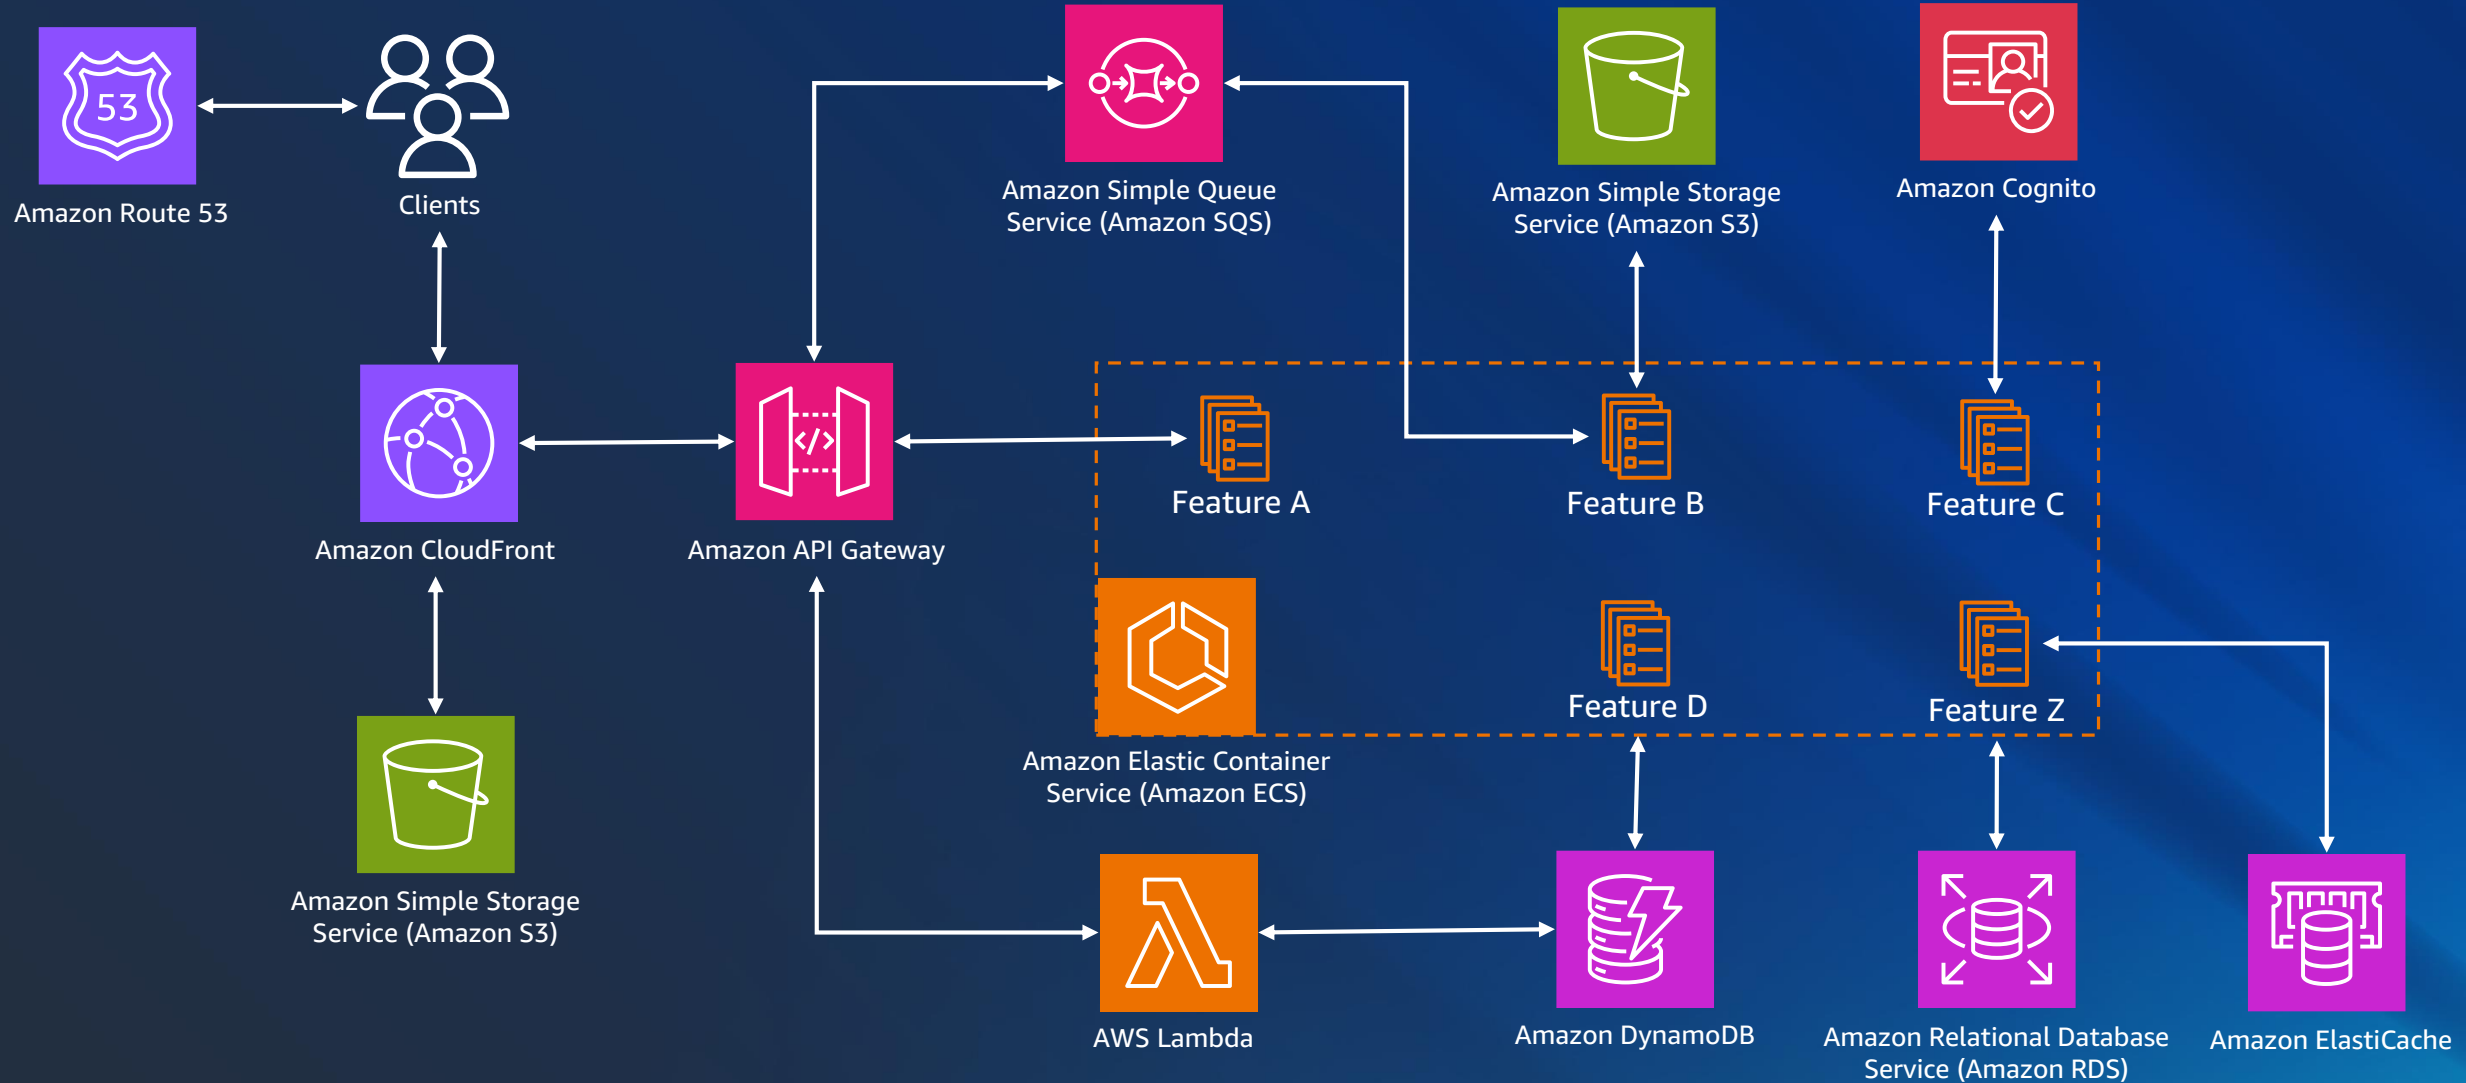 53
Amazon Route 53
Clients
Amazon Simple Queue
Service (Amazon SQS)
Amazon Simple Storage
Service (Amazon S3)
Amazon Cognito
Amazon CloudFront
</>
Amazon API Gateway
Feature A
Feature B
Feature C
Feature D
Feature Z
Amazon Elastic Container
Service (Amazon ECS)
Amazon Simple Storage
Service (Amazon S3)
AWS Lambda
Amazon DynamoDB
Amazon Relational Database
Service (Amazon RDS)
Amazon ElastiCache